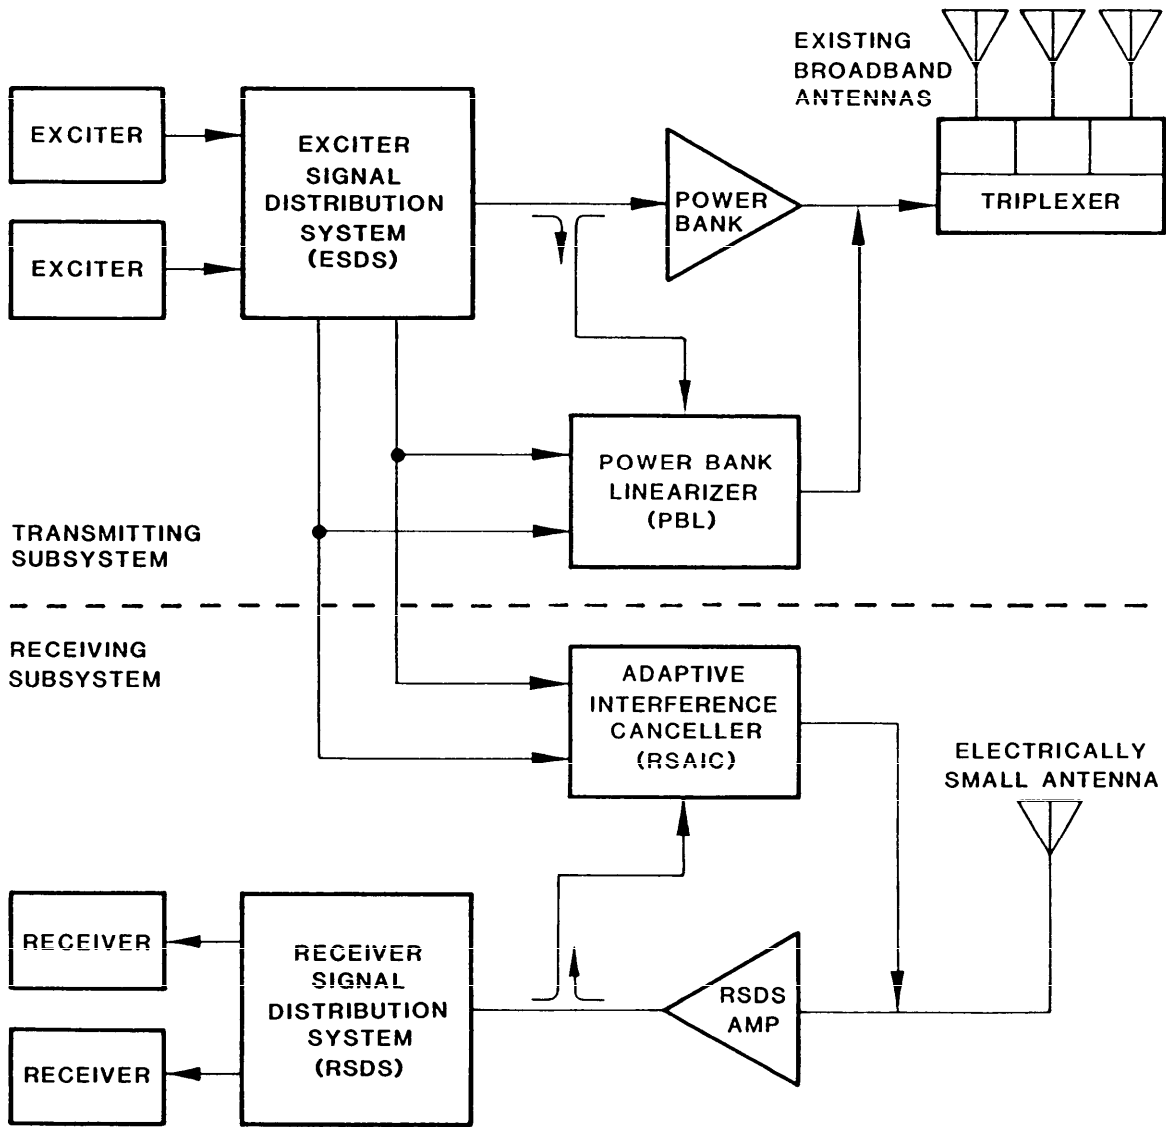 EXISTING
BROADBAND
ANTENNAS
EXCITER
EXCITER
EXCITER
SIGNAL
DISTRIBUTION
SYSTEM
(ESDS)
POWER
BANK
TRIPLEXER
POWER BANK
LINEARIZER
(PBL)
TRANSMITTING
SUBSYSTEM
RECEIVING
SUBSYSTEM
ADAPTIVE
INTERFERENCE
CANCELLER
(RSAIC)
ELECTRICALLY
SMALL ANTENNA
RECEIVER
RECEIVER
RECEIVER
SIGNAL
DISTRIBUTION
SYSTEM
(RSDS)
RSDS
AMP